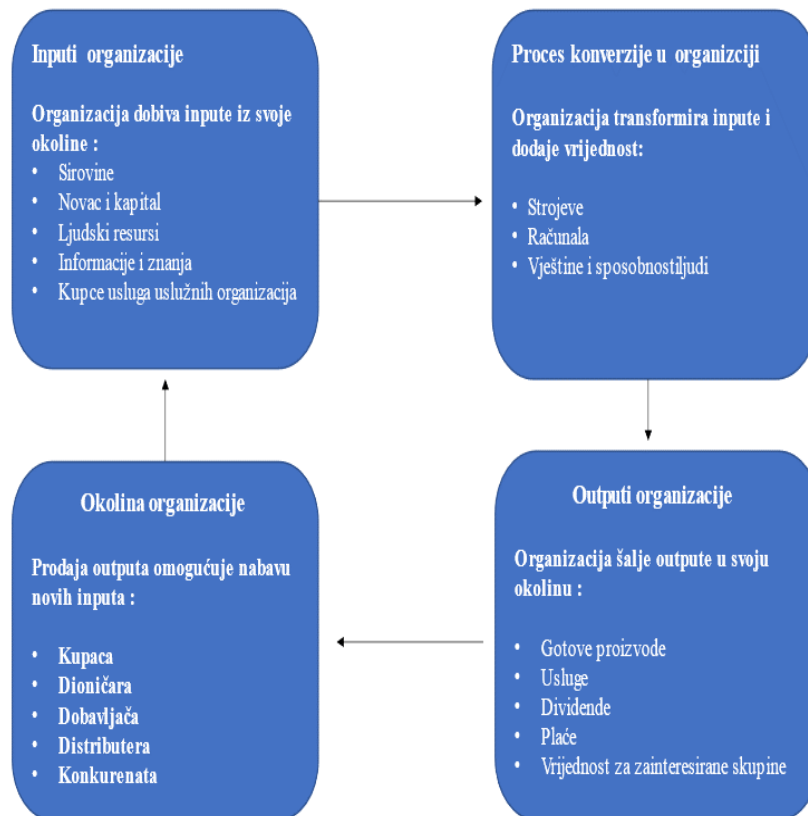 Inputi organizacije
Organizacija dobiva inpute iz svoje
okoline :
• Sirovine
• Novac i kapital
• Ljudski resursi
• Informacije i znanja
• Kupce usluga uslužnih organizacija
Proces konverzije u organizciji
Organizacija transformira inpute i
dodaje vrijednost:
• Strojeve
• Računala
• Vještine i sposobnostiljudi
Outputi organizacije
Organizacija šalje outpute u svoju
okolinu :
• Gotove proizvode
• Usluge
• Dividende
• Plaće
• Vrijednost za zainteresirane skupine
Okolina organizacije
Prodaja outputa omogućuje nabavu
novih inputa :
• Kupaca
• Dioničara
• Dobavljača
• Distributera
• Konkurenata